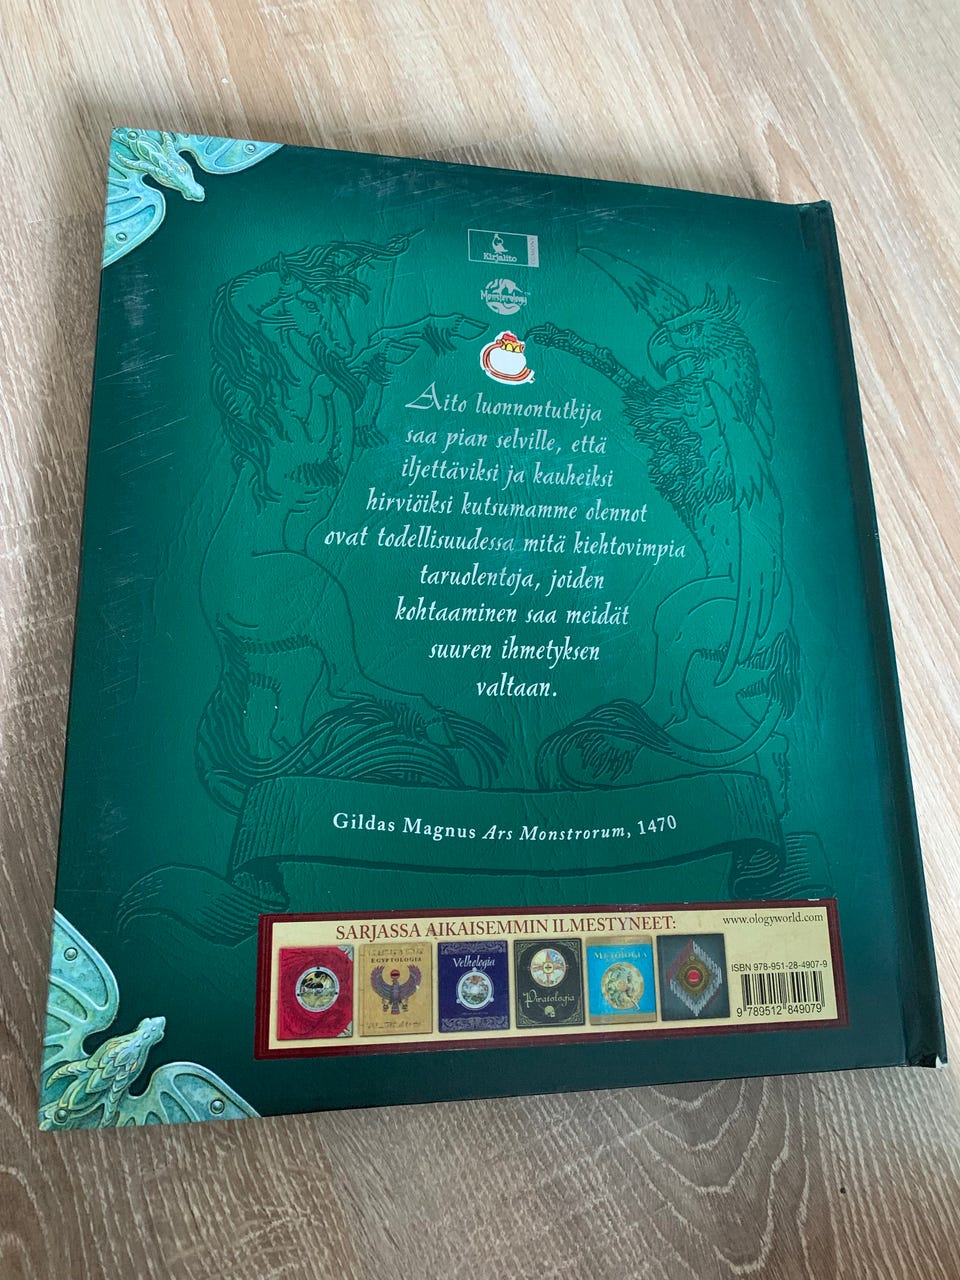 Kirjalito
Monsterology
Aito luonnontutkija
saa pian selville, että
iljettäviksi ja kauheiksi
hirviöiksi kutsumamme olennot
ovat todellisuudessa mitä kiehtovimpia
taruolentoja, joiden
kohtaaminen saa meidät
suuren ihmetyksen
valtaan.
Gildas Magnus Ars Monstrorum, 1470
SARJASSA AIKAISEMMIN ILMESTYNEET:
www.ologyworld.com
EGYPTOLOGIA
Velhologia
Piratologia
MYTOLOGIA
ISBN 978-951-28-4907-9
9 789512 849079